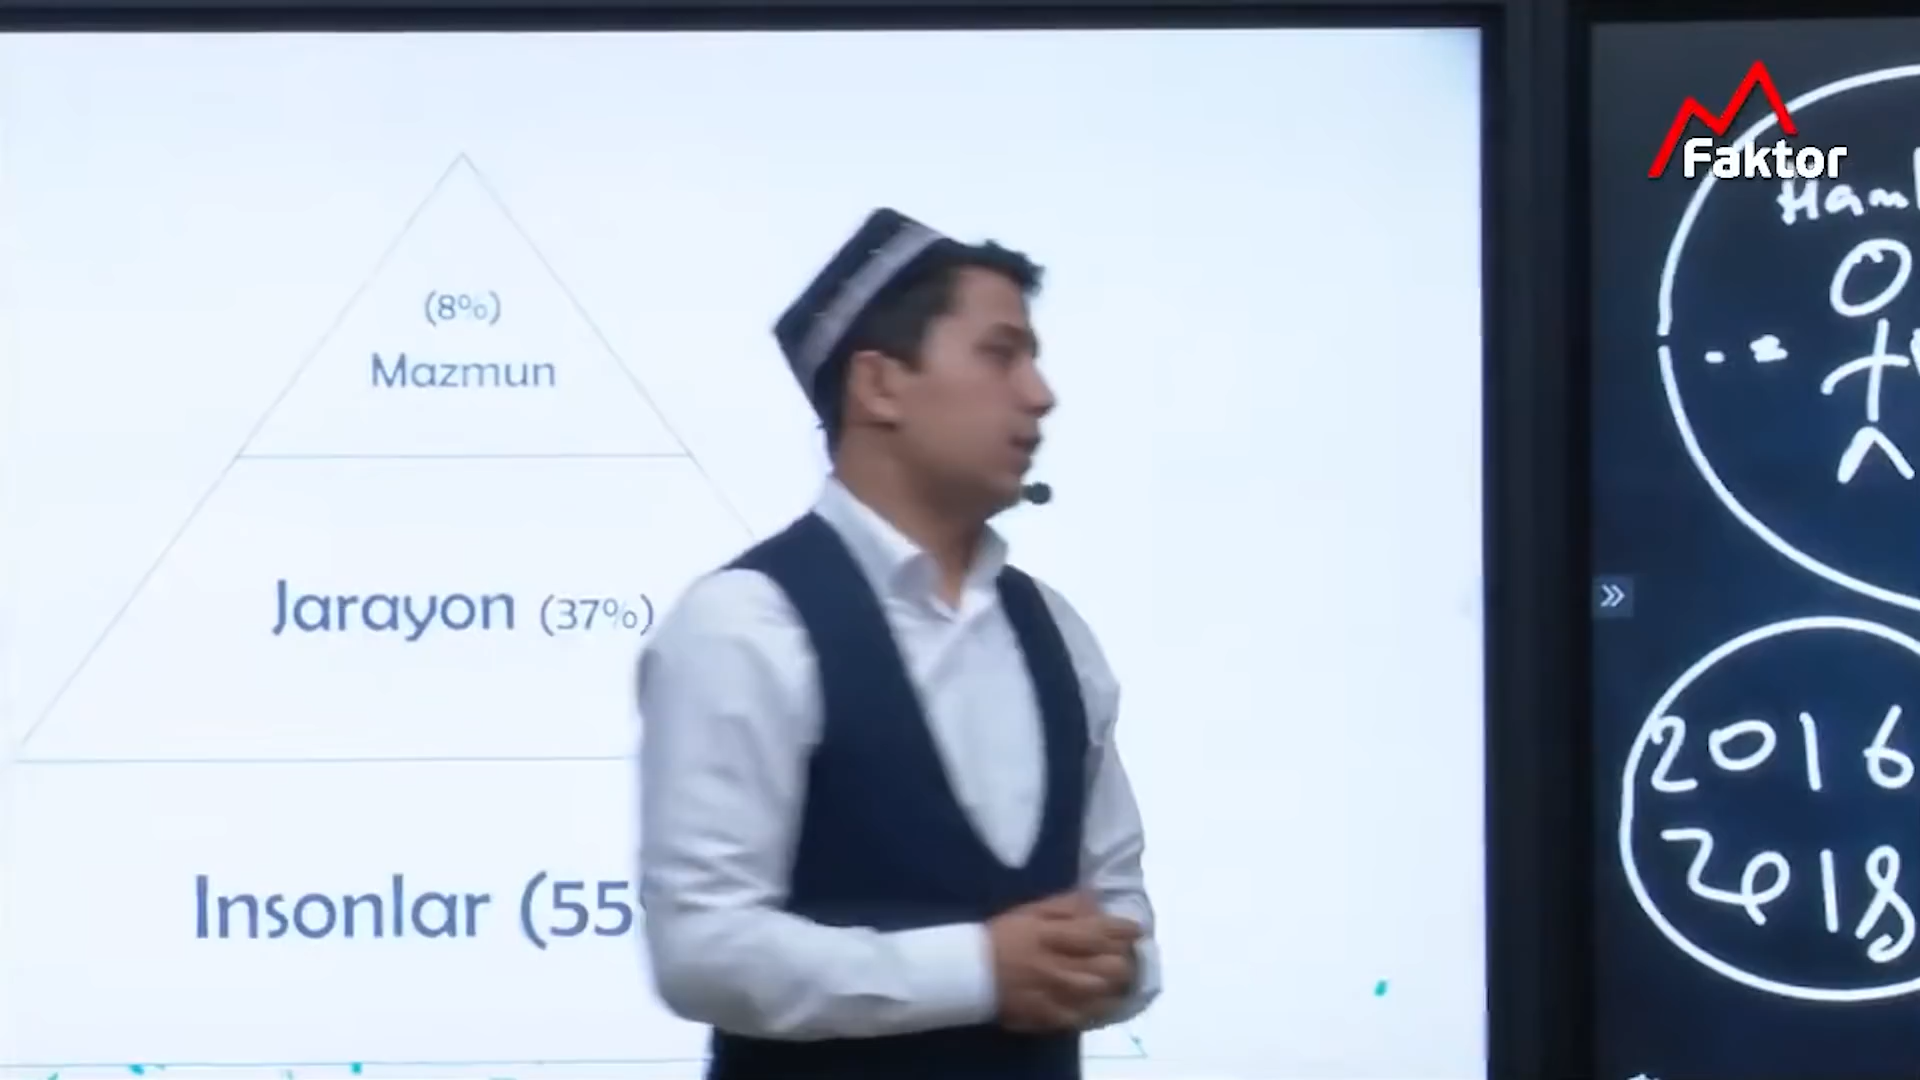 (8%)
Mazmun
Jarayon (37%)
Insonlar (55
Faktor
2016
2018